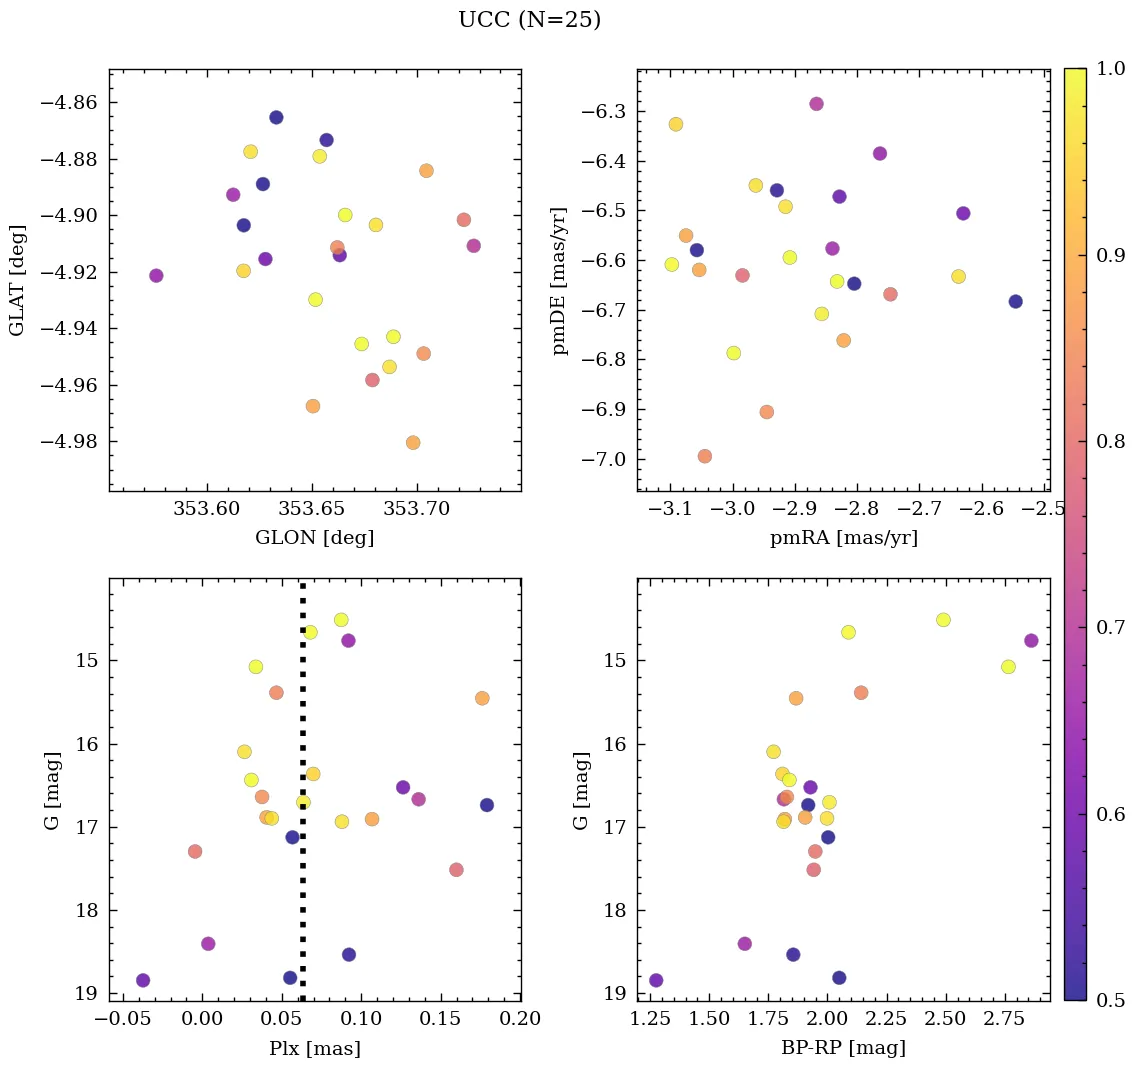 UCC (N=25)
−4.86
−4.88
−4.90
−4.92
−4.94
−4.96
−4.98
GLAT [deg]
353.60 353.65 353.70
GLON [deg]
−6.3
−6.4
−6.5
−6.6
−6.7
−6.8
−6.9
−7.0
pmDE [mas/yr]
−3.1 −3.0 −2.9 −2.8 −2.7 −2.6 −2.5
pmRA [mas/yr]
15
16
17
18
19
G [mag]
−0.05 0.00 0.05 0.10 0.15 0.20
Plx [mas]
15
16
17
18
19
G [mag]
1.25 1.50 1.75 2.00 2.25 2.50 2.75
BP-RP [mag]
1.0
0.9
0.8
0.7
0.6
0.5